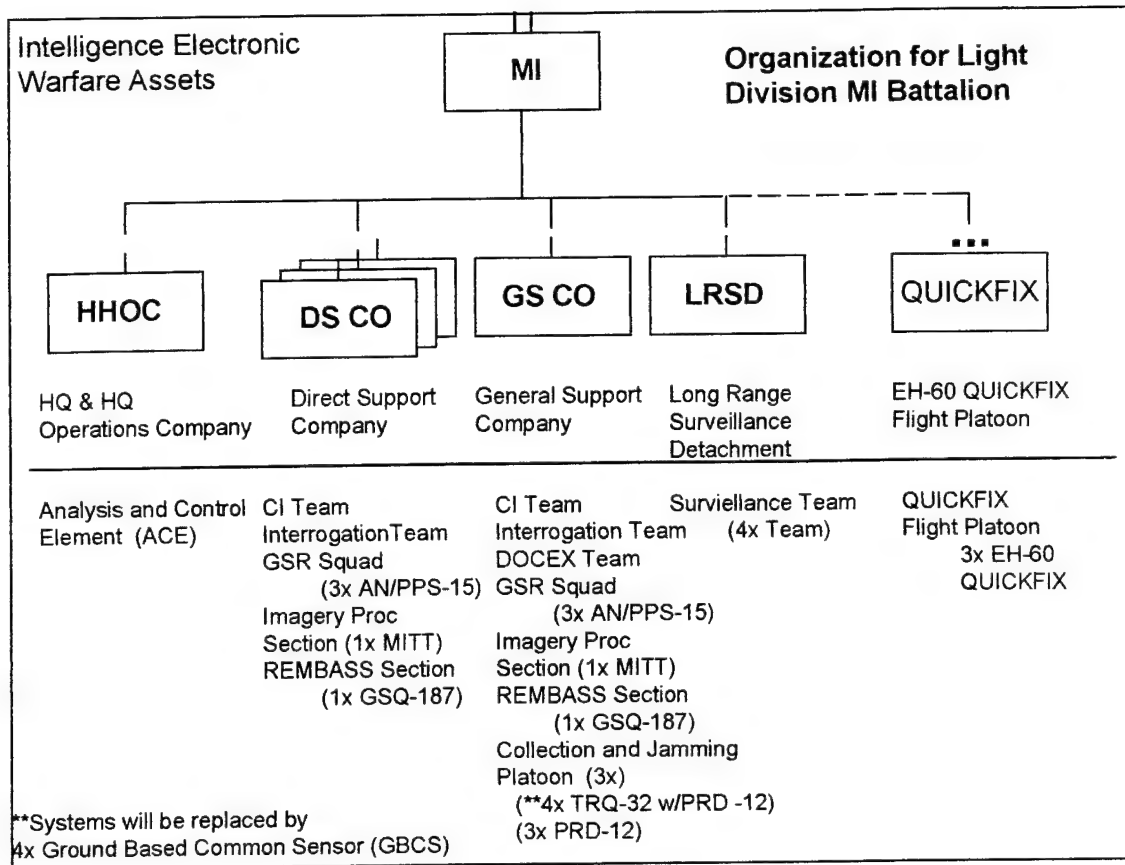 Intelligence Electronic
Warfare Assets
MI
Organization for Light
Division MI Battalion
HHOC
DS CO
GS CO
LRSD
QUICKFIX
HQ & HQ
Operations Company
Direct Support
Company
General Support
Company
Long Range
Surveillance
Detachment
EH-60 QUICKFIX
Flight Platoon
Analysis and Control
Element (ACE)
CI Team
InterrogationTeam
GSR Squad
(3x AN/PPS-15)
Imagery Proc
Section (1x MITT)
REMBASS Section
(1x GSQ-187)
CI Team
Interrogation Team
DOCEX Team
GSR Squad
(3x AN/PPS-15)
Imagery Proc
Section (1x MITT)
REMBASS Section
(1x GSQ-187)
Collection and Jamming
Platoon (3x)
(**4x TRQ-32 w/PRD -12)
(3x PRD-12)
Surviellance Team
(4x Team)
QUICKFIX
Flight Platoon
3x EH-60
QUICKFIX
**Systems will be replaced by
4x Ground Based Common Sensor (GBCS)